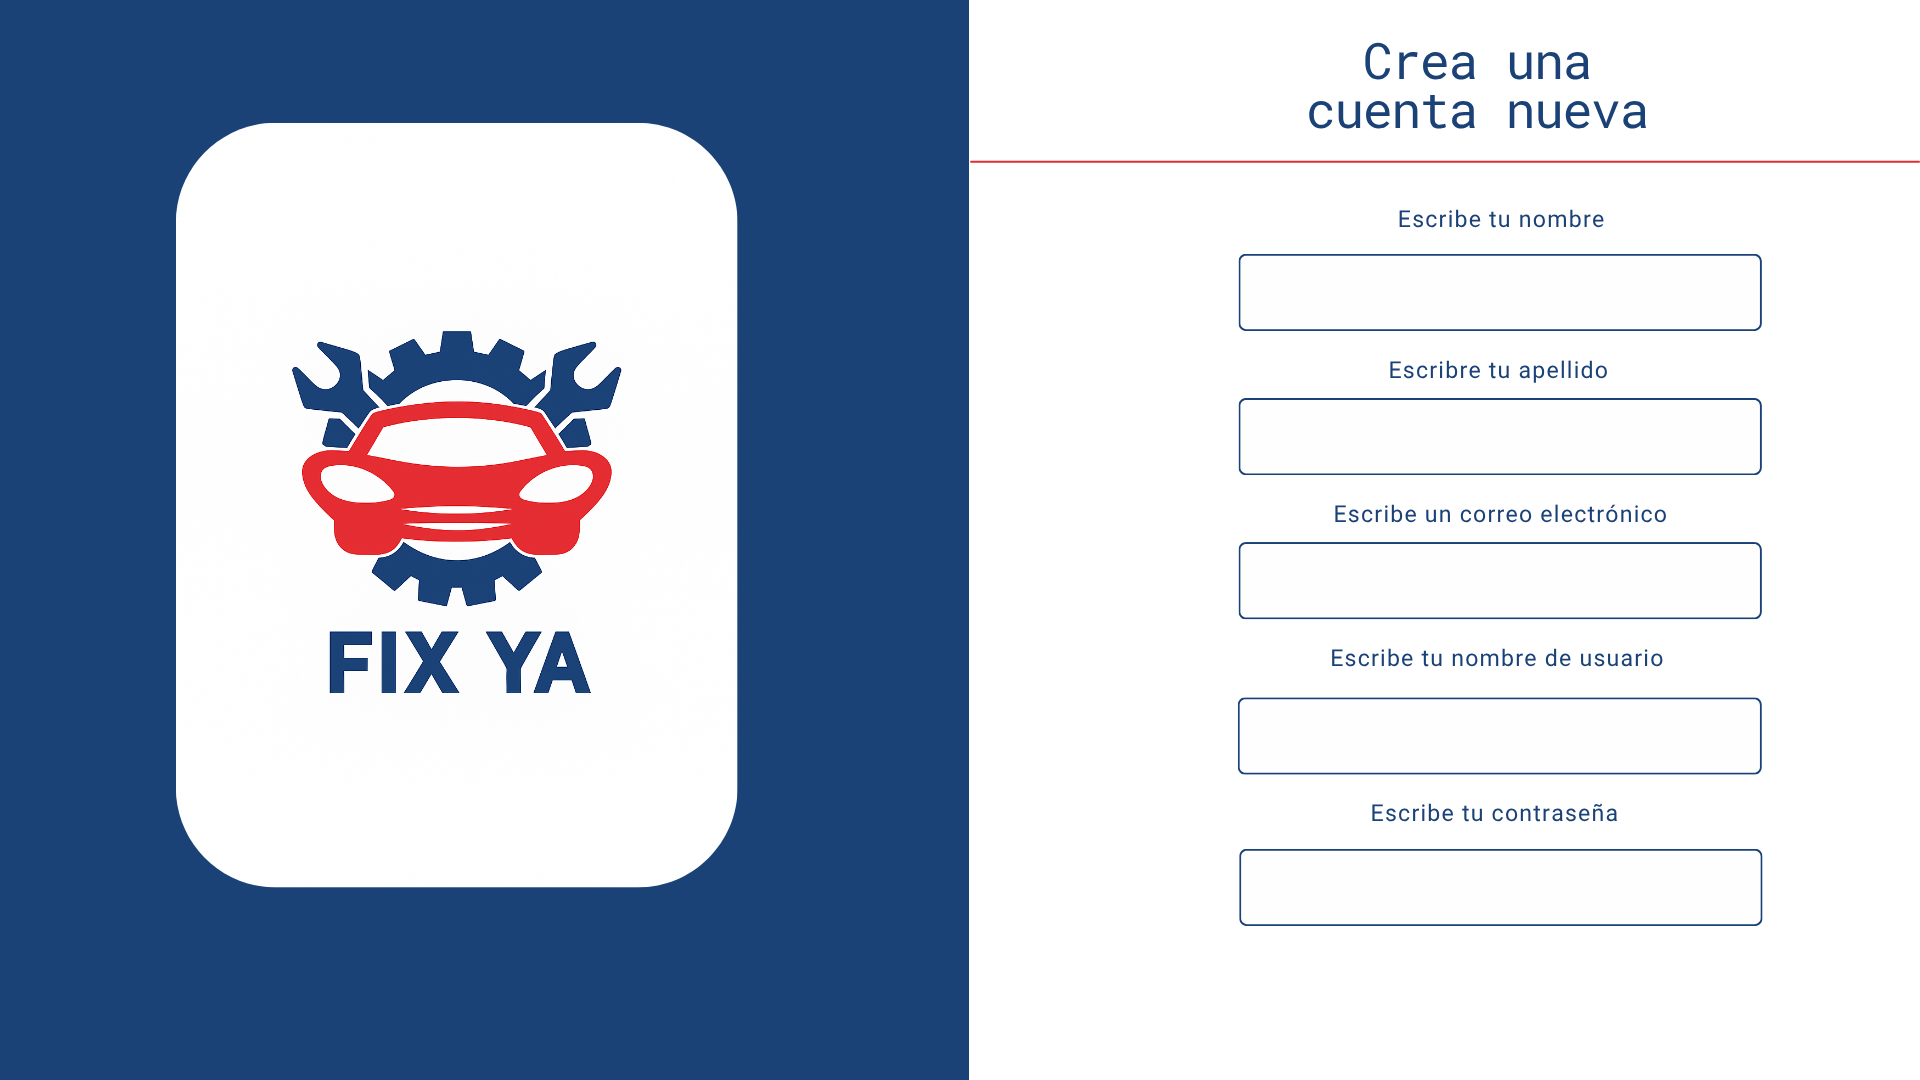 FIX YA
Crea una
cuenta nueva
Escribe tu nombre
Escribre tu apellido
Escribe un correo electrónico
Escribe tu nombre de usuario
Escribe tu contraseña